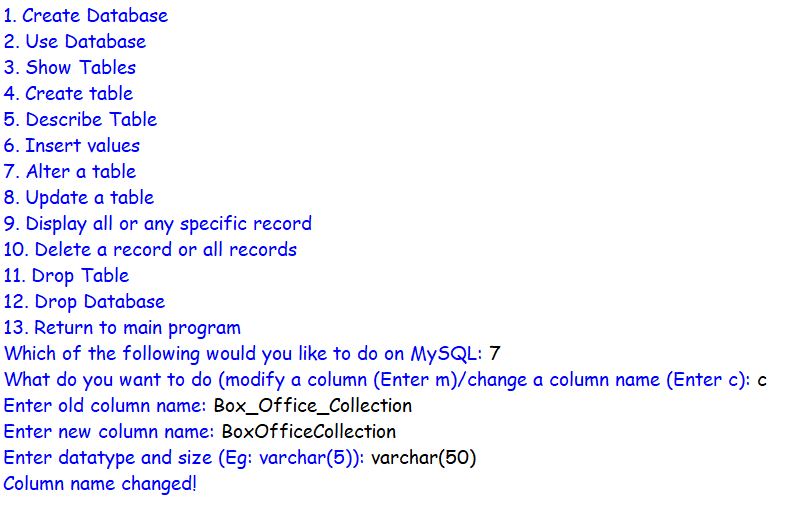 1. Create Database
2. Use Database
3. Show Tables
4. Create table
5. Describe Table
6. Insert values
7. Alter a table
8. Update a table
9. Display all or any specific record
10. Delete a record or all records
11. Drop Table
12. Drop Database
13. Return to main program
Which of the following would you like to do on MySQL: 7
What do you want to do (modify a column (Enter m)/change a column name (Enter c): c
Enter old column name: Box_Office_Collection
Enter new column name: BoxOfficeCollection
Enter datatype and size (Eg: varchar(5)): varchar(50)
Column name changed!